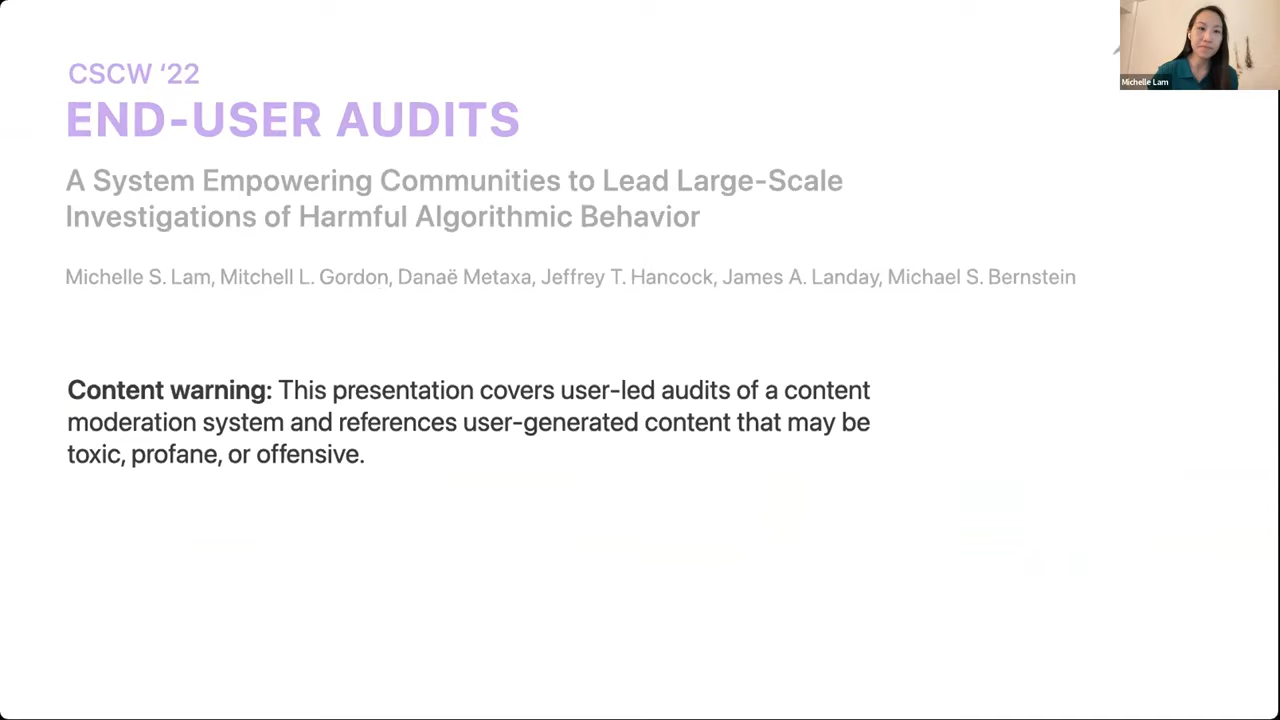 CSCW ‘22
END-USER AUDITS
A System Empowering Communities to Lead Large-Scale
Investigations of Harmful Algorithmic Behavior
Michelle S. Lam, Mitchell L. Gordon, Danaë Metaxa, Jeffrey T. Hancock, James A. Landay, Michael S. Bernstein
Content warning: This presentation covers user-led audits of a content
moderation system and references user-generated content that may be
toxic, profane, or offensive.
Michelle Lam